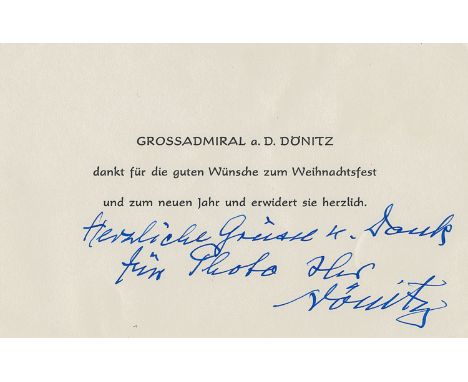 GROSSADMIRAL a. D. DÖNITZ
dankt für die guten Wünsche zum Weihnachtsfest
und zum neuen Jahr und erwidert sie herzlich.
Herzliche Grüsse u. Dank
für Photo Ihr
Dönitz